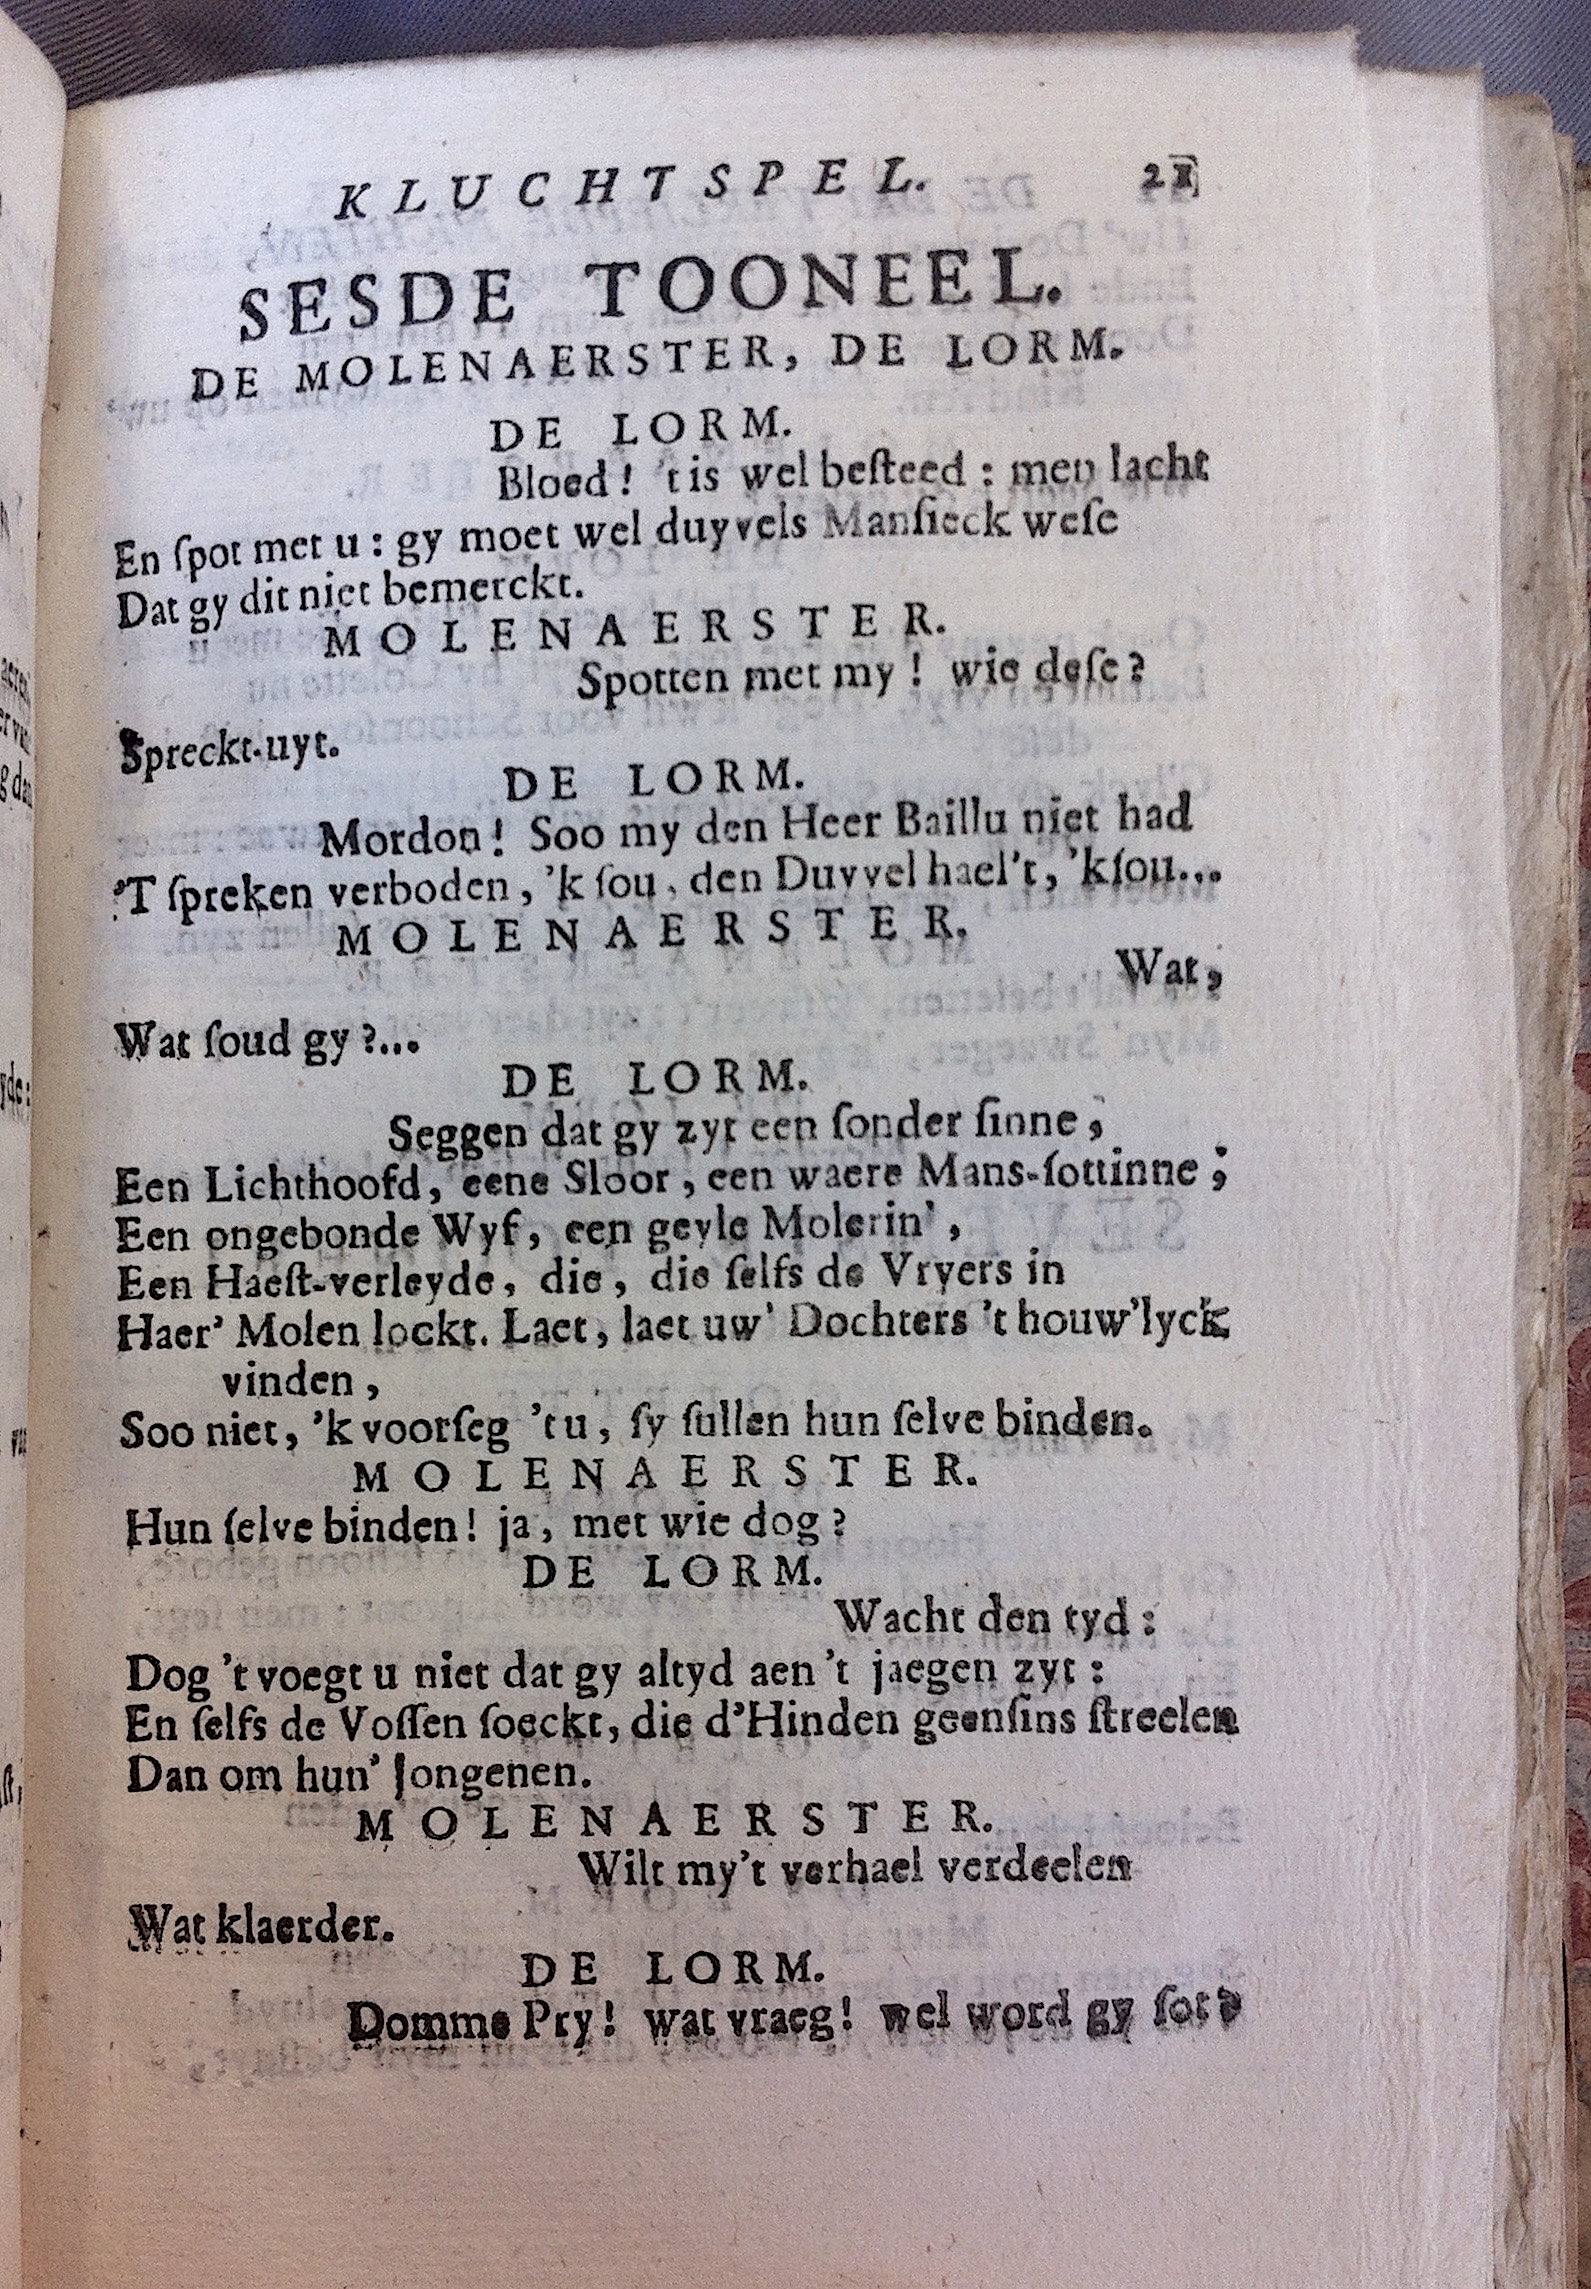 KLUCHTSPEL. 21
SESDE TOONEEL.
DE MOLENAERSTER, DE LORM.
DE LORM.
Bloed! 't is wel beſteed: men lacht
En ſpot met u: gy moet wel duyvels Manſieck weſe
Dat gy dit niet bemerckt.
MOLENAERSTER.
Spotten met my! wie deſe?
Spreckt-uyt.
DE LORM.
Mordon! Soo my den Heer Baillu niet had
'T ſpreken verboden, 'k ſou, den Duyvel hael't, 'k ſou...
MOLENAERSTER.
Wat,
Wat ſoud gy?...
DE LORM.
Seggen dat gy zyt een ſonder ſinne,
Een Lichthoofd, eene Sloor, een waere Mans-ſottinne;
Een ongebonde Wyf, een geyle Molerin',
Een Haeſt-verleyde, die, die ſelfs de Vryers in
Haer' Molen lockt. Laet, laet uw' Dochters 't houw'lyck
vinden,
Soo niet, 'k voorſeg 't u, ſy ſullen hun ſelve binden.
MOLENAERSTER.
Hun ſelve binden! ja, met wie dog?
DE LORM.
Wacht den tyd:
Dog 't voegt u niet dat gy altyd aen 't jaegen zyt:
En ſelfs de Voſſen ſoeckt, die d'Hinden geenſins ſtreelen
Dan om hun' Jongenen.
MOLENAERSTER.
Wilt my't verhael verdeelen
Wat klaerder.
DE LORM.
Domme Pry! wat vraeg! wel word gy ſot?